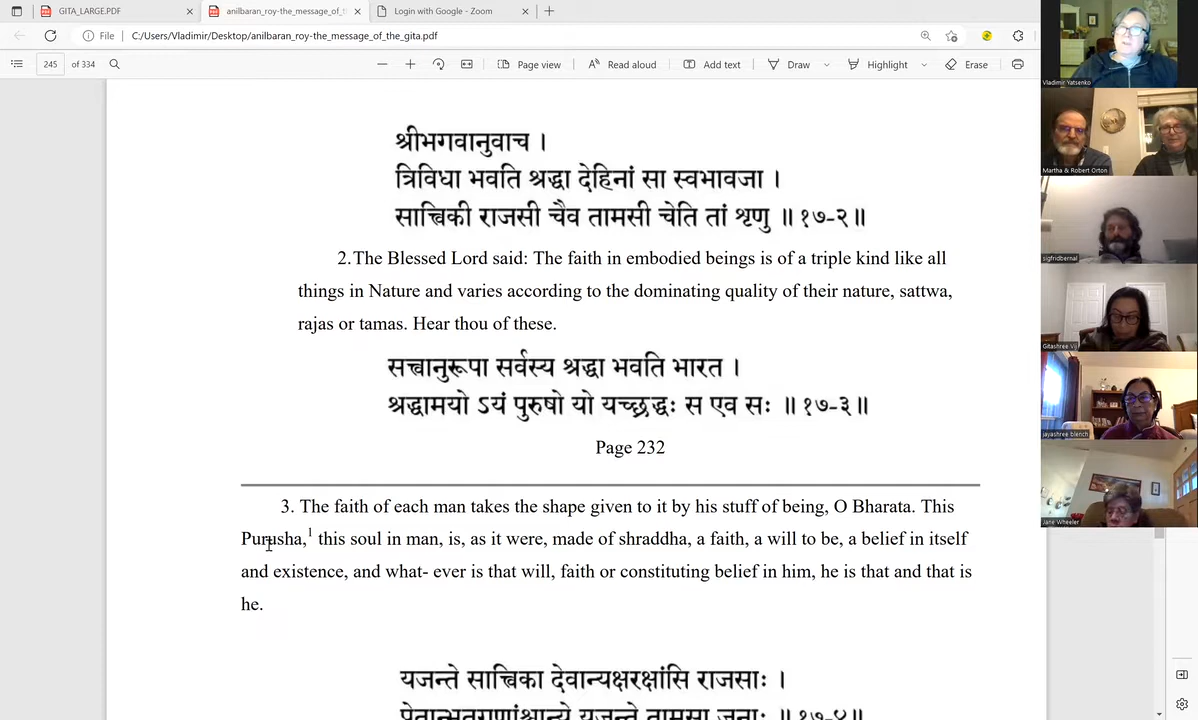 GITA_LARGE.PDF
anilbaran_roy-the_message_of_t
Login with Google - Zoom
File
C:/Users/Vladimir/Desktop/anilbaran_roy-the_message_of_the_gita.pdf
245 of 334
Page view
Read aloud
Add text
Draw
Highlight
Erase
श्रीभगवानुवाच ।
त्रिविधा भवति श्रद्धा देहिनां सा स्वभावजा ।
सात्त्विकी राजसी चैव तामसी चेति तां शृणु ॥१७-२॥
2.The Blessed Lord said: The faith in embodied beings is of a triple kind like all
things in Nature and varies according to the dominating quality of their nature, sattwa,
rajas or tamas. Hear thou of these.
सत्त्वानुरूपा सर्वस्य श्रद्धा भवति भारत ।
श्रद्धामयो ऽयं पुरुषो यो यच्छ्रद्धः स एव सः ॥१७-३॥
Page 232
3. The faith of each man takes the shape given to it by his stuff of being, O Bharata. This
Purusha,1 this soul in man, is, as it were, made of shraddha, a faith, a will to be, a belief in itself
and existence, and what- ever is that will, faith or constituting belief in him, he is that and that is
he.
यजन्ते सात्त्विका देवान्यक्षरक्षांसि राजसाः ।
प्रेतान्भूतगणांश्चान्ये यजन्ते तामसा जनाः ॥१७-४॥
Vladimir Yatsenko
Martha & Robert Orton
sigfridbernal
Gitashree Vij
jayashree blench
Jane Wheeler